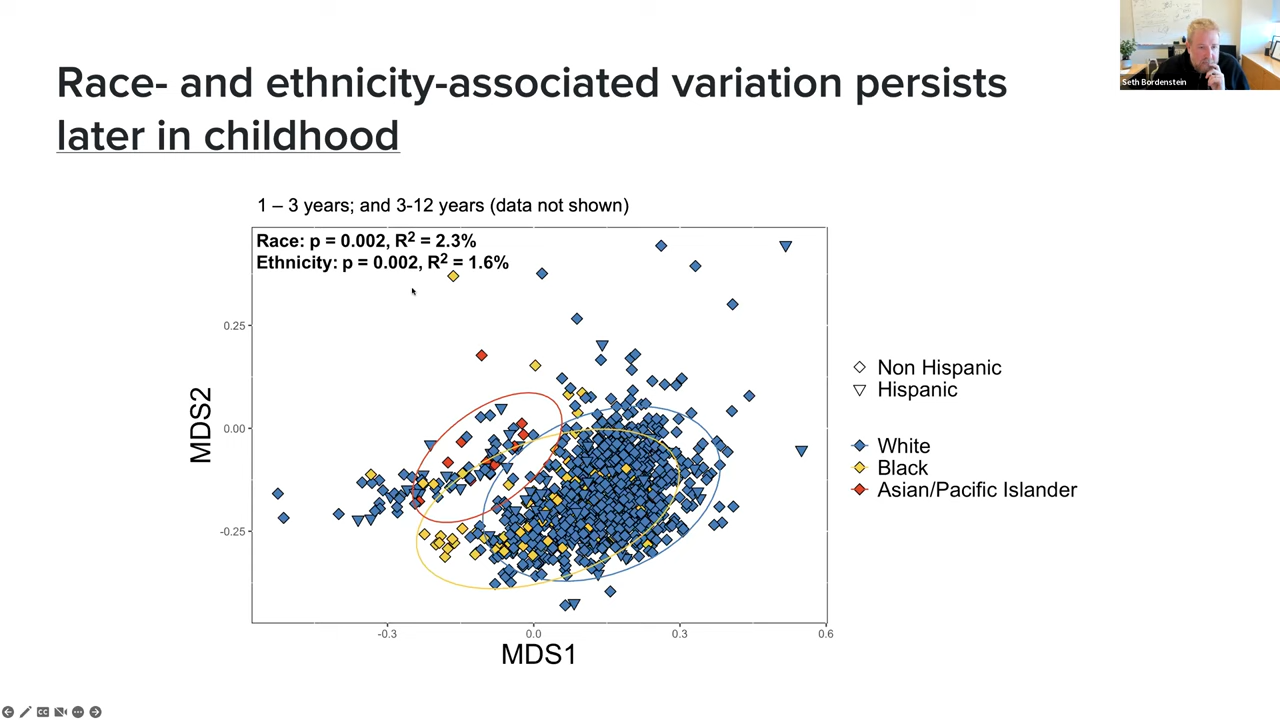 Race- and ethnicity-associated variation persists
later in childhood
Seth Bordenstein
1 – 3 years; and 3-12 years (data not shown)
Race: p = 0.002, R2 = 2.3%
Ethnicity: p = 0.002, R2 = 1.6%
0.25
0.00
-0.25
MDS2
-0.3
0.0
0.3
0.6
MDS1
Non Hispanic
Hispanic
White
Black
Asian/Pacific Islander
CC